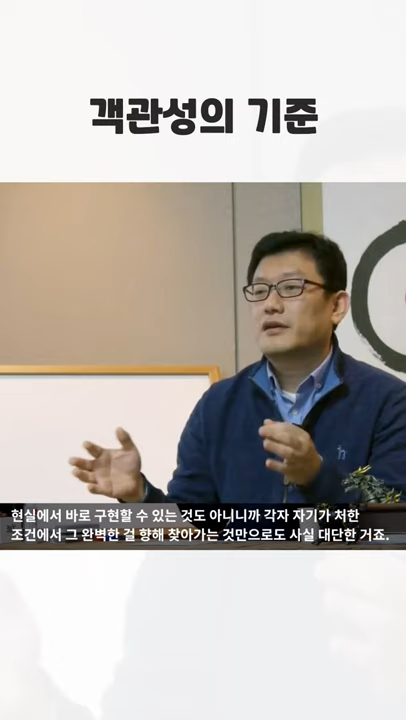 객관성의 기준
현실에서 바로 구현할 수 있는 것도 아니니까 각자 자기가 처한
조건에서 그 완벽한 걸 향해 찾아가는 것만으로도 사실 대단한 거죠.